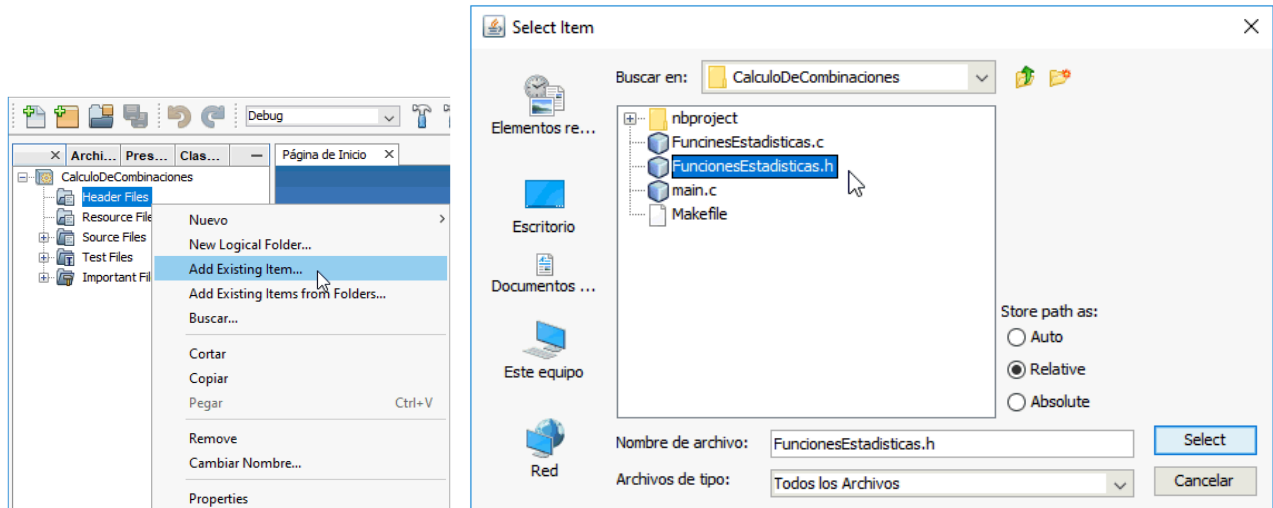 Debug
Archi... Pres... Clas... Página de Inicio
CalculoDeCombinaciones
Header Files
Resource File
Source Files
Test Files
Important Fil
Nuevo
New Logical Folder...
Add Existing Item...
Add Existing Items from Folders...
Buscar...
Cortar
Copiar
Pegar Ctrl+V
Remove
Cambiar Nombre...
Properties
Select Item
Buscar en: CalculoDeCombinaciones
Elementos re...
Escritorio
Documentos ...
Este equipo
Red
nbproject
FuncinesEstadisticas.c
FuncionesEstadisticas.h
main.c
Makefile
Store path as:
Auto
Relative
Absolute
Nombre de archivo: FuncionesEstadisticas.h
Select
Archivos de tipo: Todos los Archivos
Cancelar